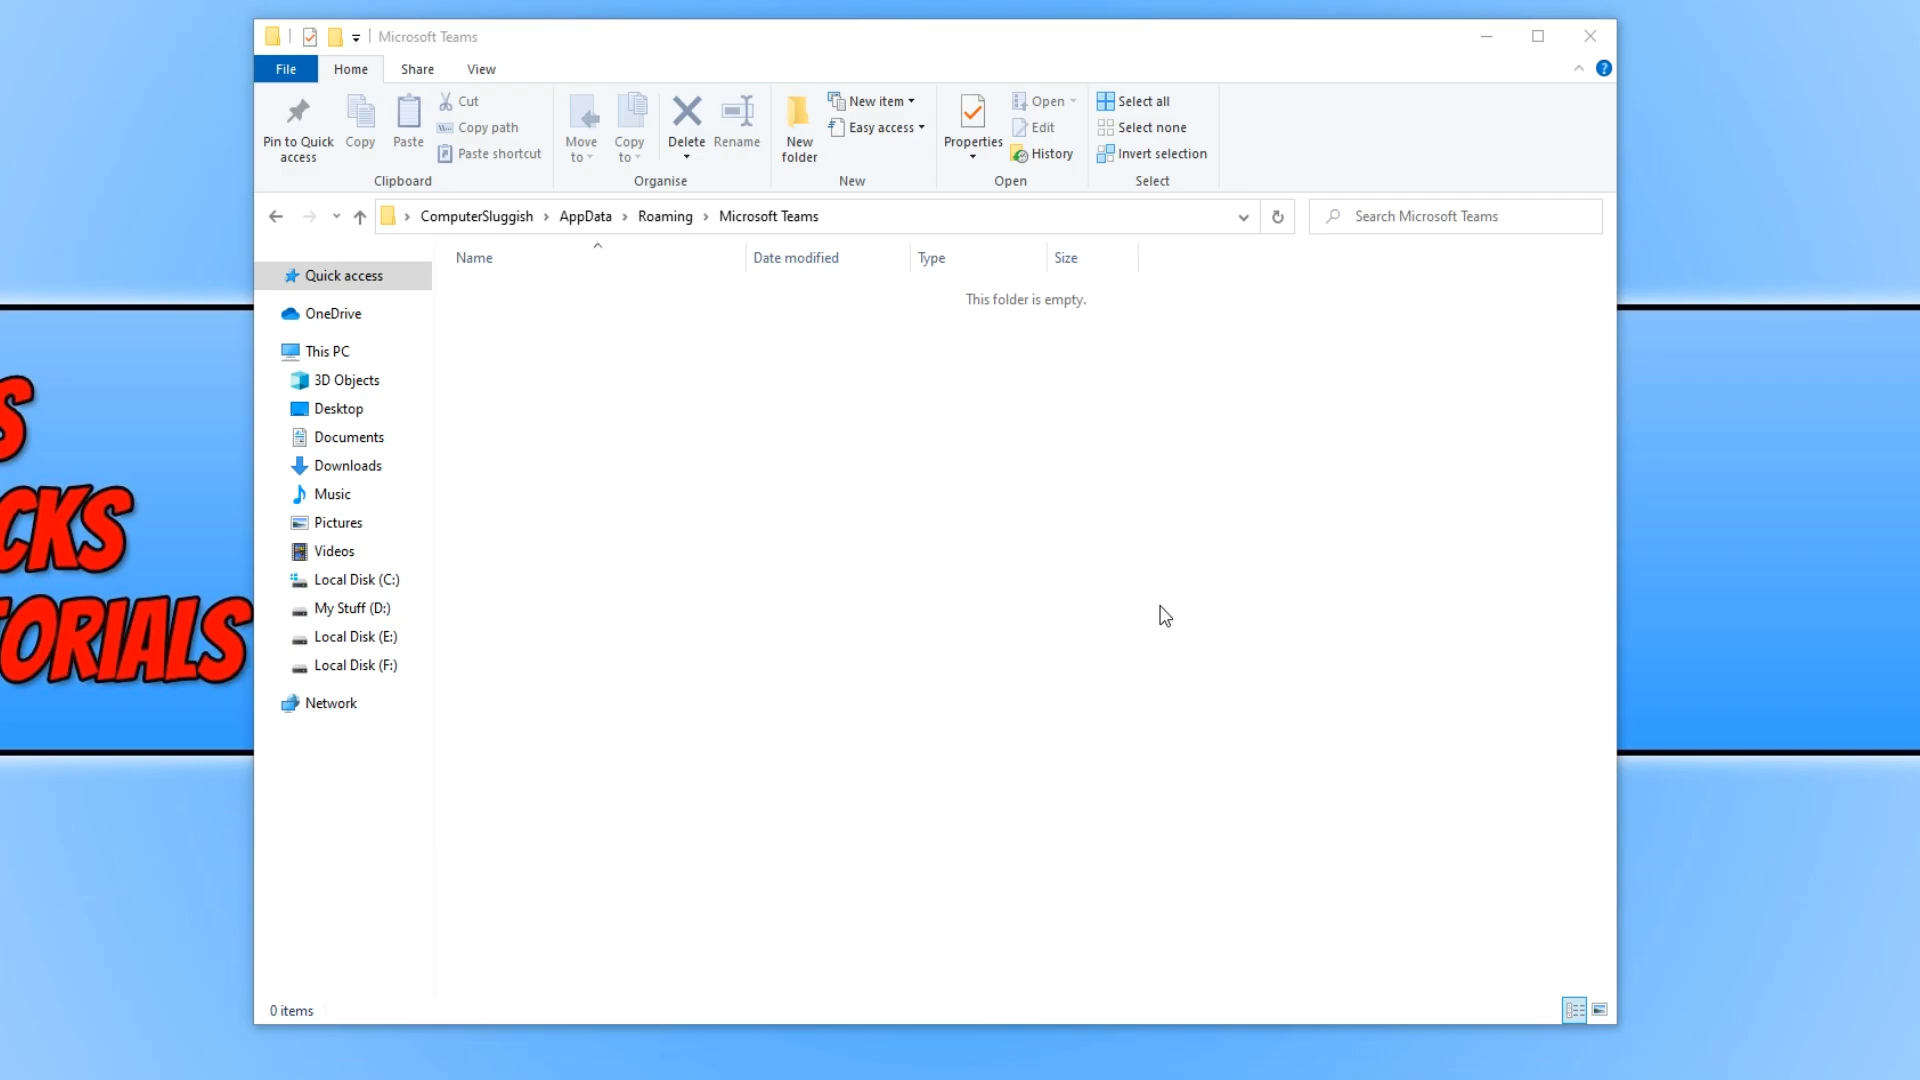 Microsoft Teams
File Home Share View
Pin to Quick access
Copy
Paste
Cut
Copy path
Paste shortcut
Clipboard
Move to
Copy to
Delete
Rename
Organise
New folder
New item
Easy access
New
Properties
Open
Edit
History
Open
Select all
Select none
Invert selection
Select
ComputerSluggish > AppData > Roaming > Microsoft Teams
Search Microsoft Teams
Name Date modified Type Size
This folder is empty.
Quick access
OneDrive
This PC
3D Objects
Desktop
Documents
Downloads
Music
Pictures
Videos
Local Disk (C:)
My Stuff (D:)
Local Disk (E:)
Local Disk (F:)
Network
0 items
S
CKS
TORIALS